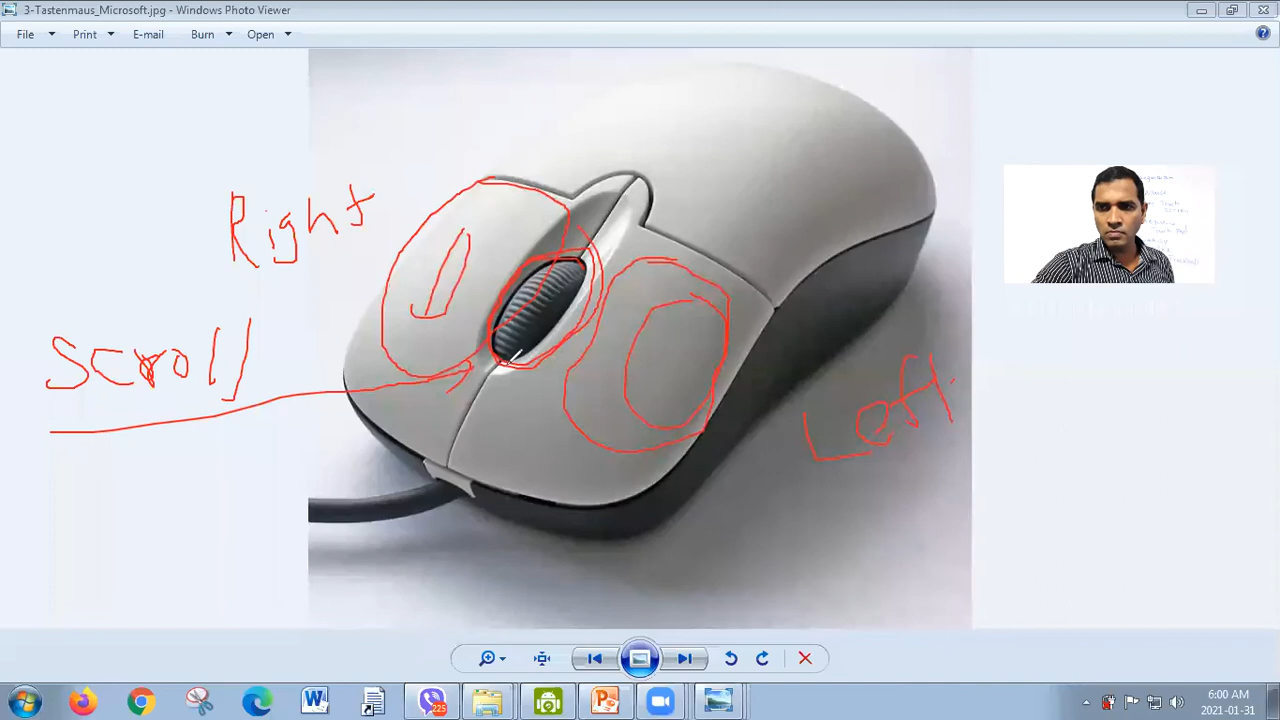 3-Tastenmaus_Microsoft.jpg - Windows Photo Viewer
File Print E-mail Burn Open
Right
Scroll
Left
225
6:00 AM
2021-01-31